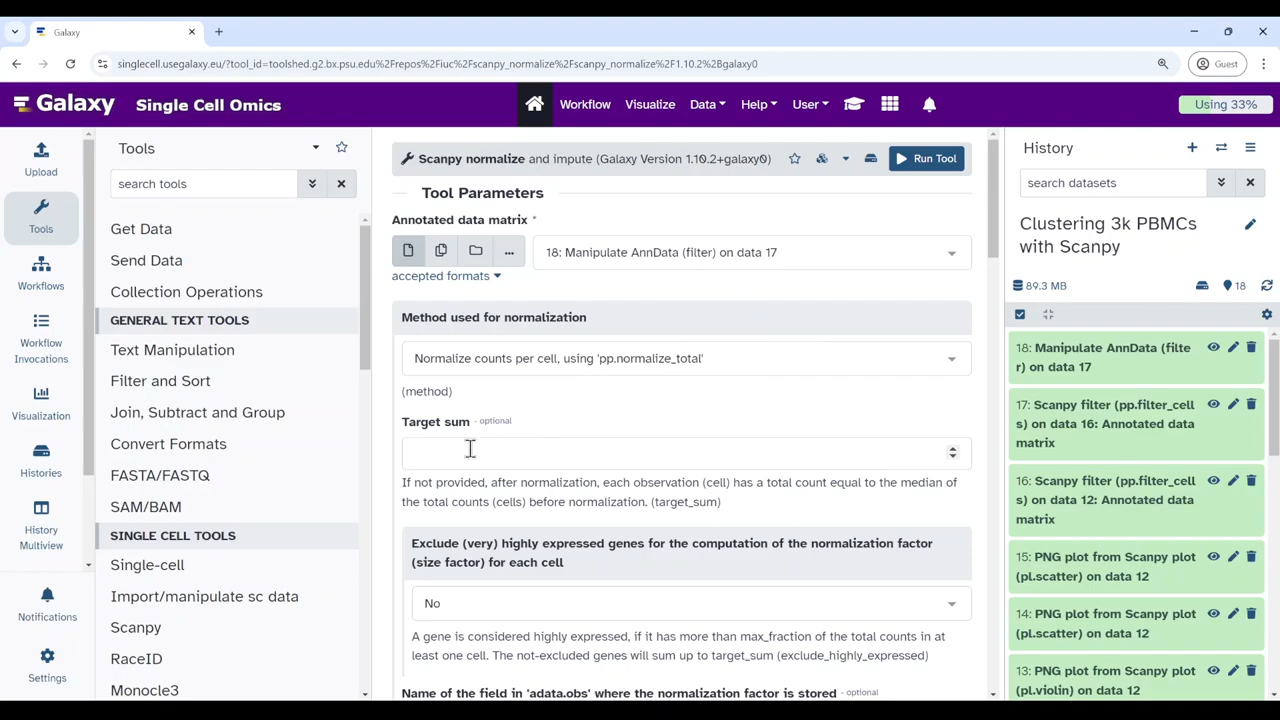 Galaxy
singlecell.usegalaxy.eu/?tool_id=toolshed.g2.bx.psu.edu%2Frepos%2Fiuc%2Fscanpy_normalize%2Fscanpy_normalize%2F1.10.2%2Bgalaxy0
Guest
Galaxy Single Cell Omics
Workflow Visualize Data Help User
Using 33%
Upload
Tools
Workflows
Workflow
Invocations
Visualization
Histories
History
Multiview
Notifications
Settings
Tools
search tools
Get Data
Send Data
Collection Operations
GENERAL TEXT TOOLS
Text Manipulation
Filter and Sort
Join, Subtract and Group
Convert Formats
FASTA/FASTQ
SAM/BAM
SINGLE CELL TOOLS
Single-cell
Import/manipulate sc data
Scanpy
RaceID
Monocle3
Scanpy normalize and impute (Galaxy Version 1.10.2+galaxy0)
Run Tool
Tool Parameters
Annotated data matrix *
18: Manipulate AnnData (filter) on data 17
accepted formats
Method used for normalization
Normalize counts per cell, using 'pp.normalize_total'
(method)
Target sum - optional
If not provided, after normalization, each observation (cell) has a total count equal to the median of
the total counts (cells) before normalization. (target_sum)
Exclude (very) highly expressed genes for the computation of the normalization factor
(size factor) for each cell
No
A gene is considered highly expressed, if it has more than max_fraction of the total counts in at
least one cell. The not-excluded genes will sum up to target_sum (exclude_highly_expressed)
Name of the field in 'adata.obs' where the normalization factor is stored - optional
History
search datasets
Clustering 3k PBMCs
with Scanpy
89.3 MB
18
18: Manipulate AnnData (filte
r) on data 17
17: Scanpy filter (pp.filter_cell
s) on data 16: Annotated data
matrix
16: Scanpy filter (pp.filter_cell
s) on data 12: Annotated data
matrix
15: PNG plot from Scanpy plot
(pl.scatter) on data 12
14: PNG plot from Scanpy plot
(pl.scatter) on data 12
13: PNG plot from Scanpy plot
(pl.violin) on data 12